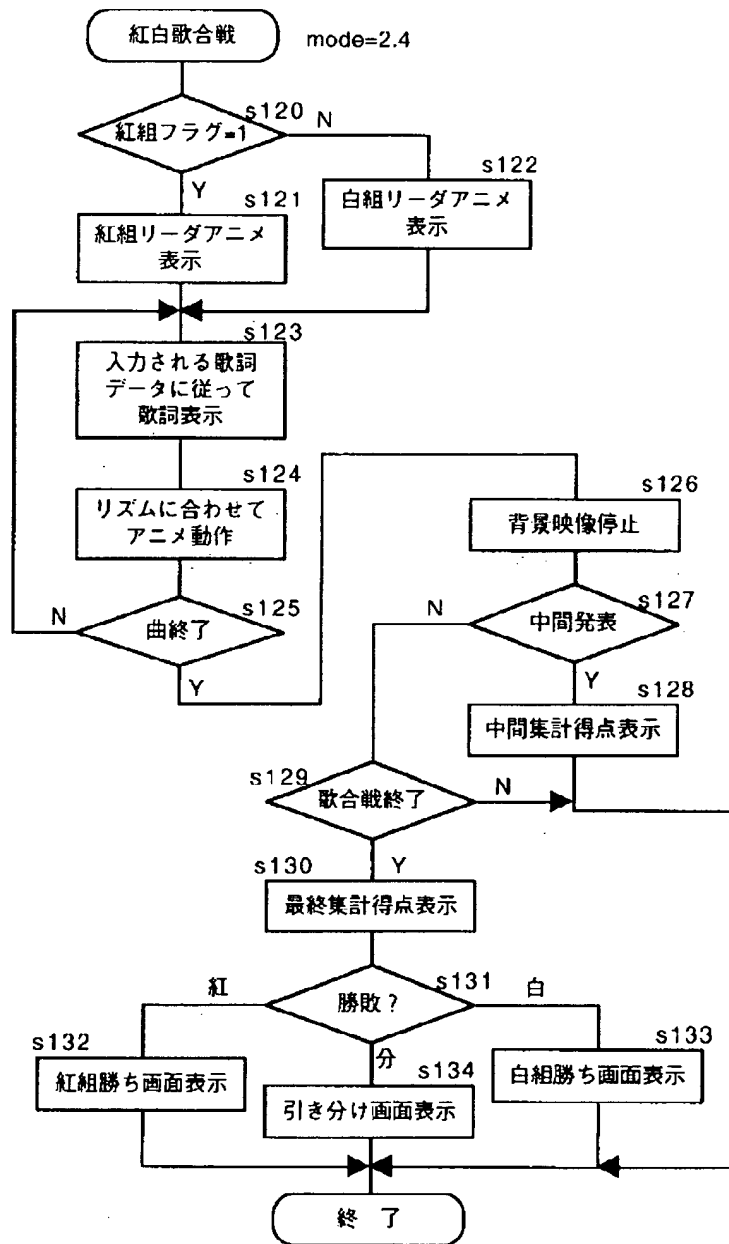 紅白歌合戦
mode=2.4
s120
紅組フラグ=1
N
Y
s121
紅組リーダアニメ
表示
s122
白組リーダアニメ
表示
s123
入力される歌詞
データに従って
歌詞表示
s124
リズムに合わせて
アニメ動作
s125
曲終了
N
Y
s126
背景映像停止
s127
中間発表
N
Y
s128
中間集計得点表示
s129
歌合戦終了
N
Y
s130
最終集計得点表示
s131
勝敗?
紅
白
分
s132
紅組勝ち画面表示
s133
白組勝ち画面表示
s134
引き分け画面表示
終 了